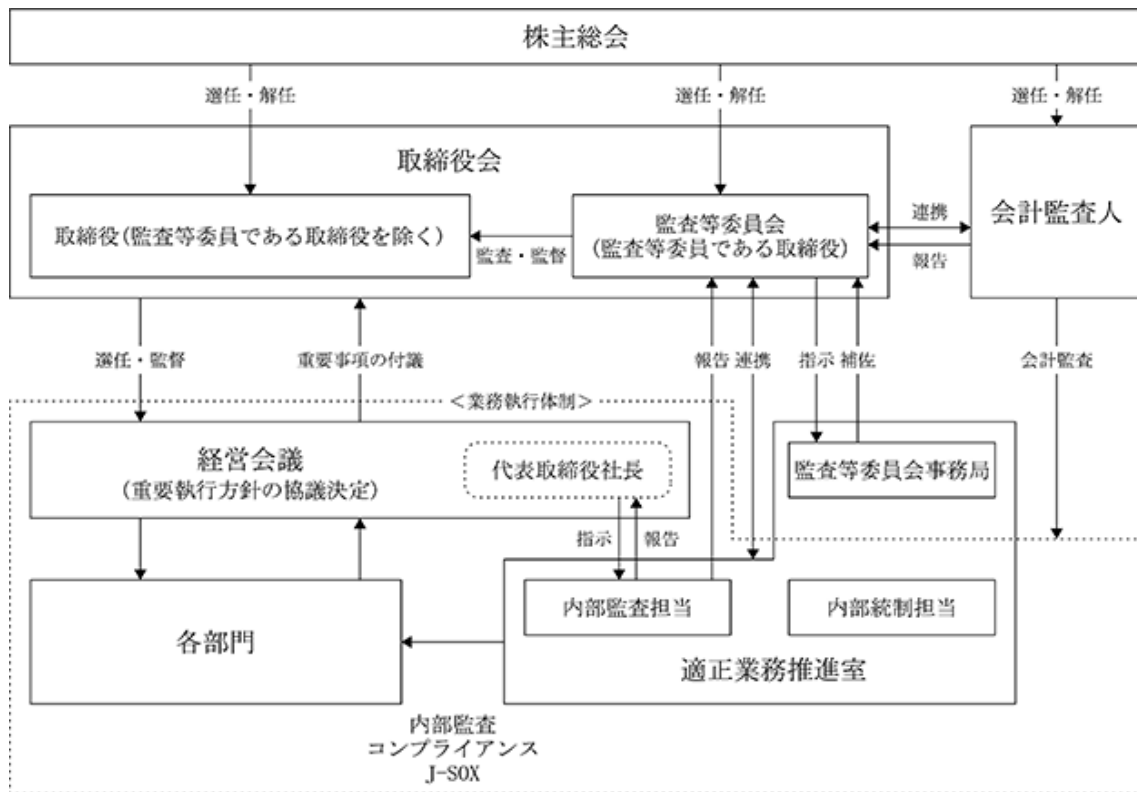 株主総会
選任・解任
選任・解任
選任・解任
取締役会
会計監査人
取締役(監査等委員である取締役を除く)
監査・監督
監査等委員会
(監査等委員である取締役)
連携
報告
選任・監督
重要事項の付議
報告
連携
指示
補佐
会計監査
<業務執行体制>
経営会議
(重要執行方針の協議決定)
代表取締役社長
監査等委員会事務局
指示
報告
各部門
内部監査担当
内部統制担当
適正業務推進室
内部監査
コンプライアンス
J-SOX